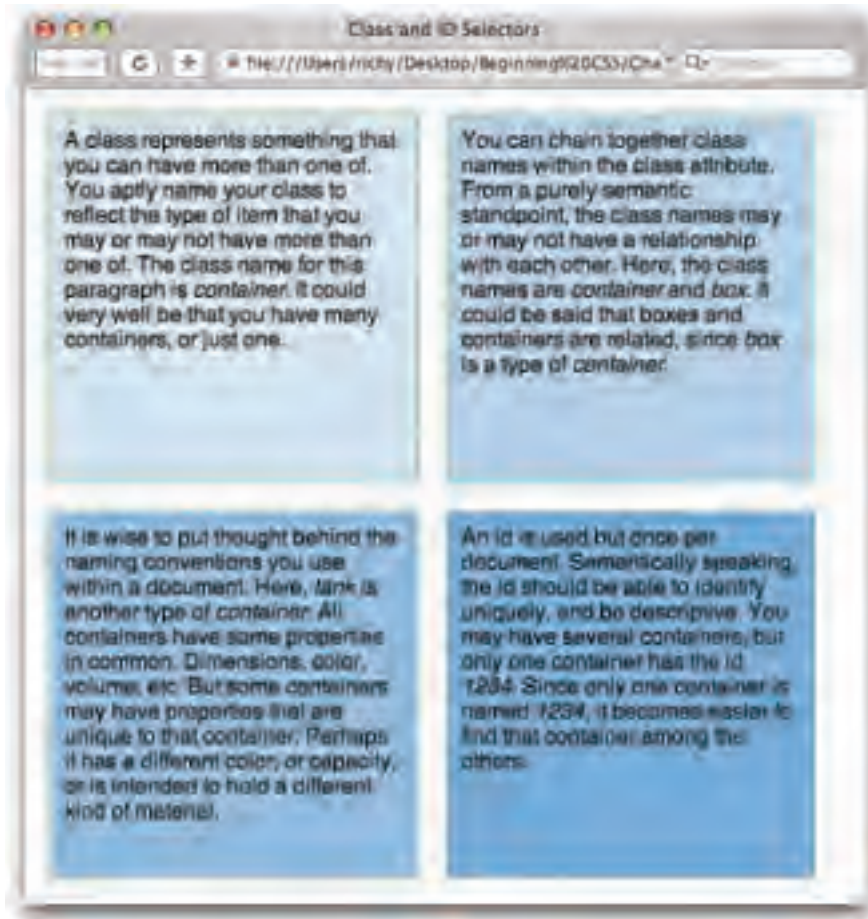 Class and ID Selectors
file:///Users/richy/Desktop/Beginning%20CSS/Cha
A class represents something that
you can have more than one of.
You aptly name your class to
reflect the type of item that you
may or may not have more than
one of. The class name for this
paragraph is container. It could
very well be that you have many
containers, or just one.
You can chain together class
names within the class attribute.
From a purely semantic
standpoint, the class names may
or may not have a relationship
with each other. Here, the class
names are container and box. It
could be said that boxes and
containers are related, since box
is a type of container.
It is wise to put thought behind the
naming conventions you use
within a document. Here, tank is
another type of container. All
containers have some properties
in common. Dimensions, color,
volume, etc. But some containers
may have properties that are
unique to that container. Perhaps
it has a different color, or capacity,
or is intended to hold a different
kind of material.
An id is used but once per
document. Semantically speaking,
the id should be able to identify
uniquely, and be descriptive. You
may have several containers, but
only one container has the id
1234. Since only one container is
named 1234, it becomes easier to
find that container among the
others.